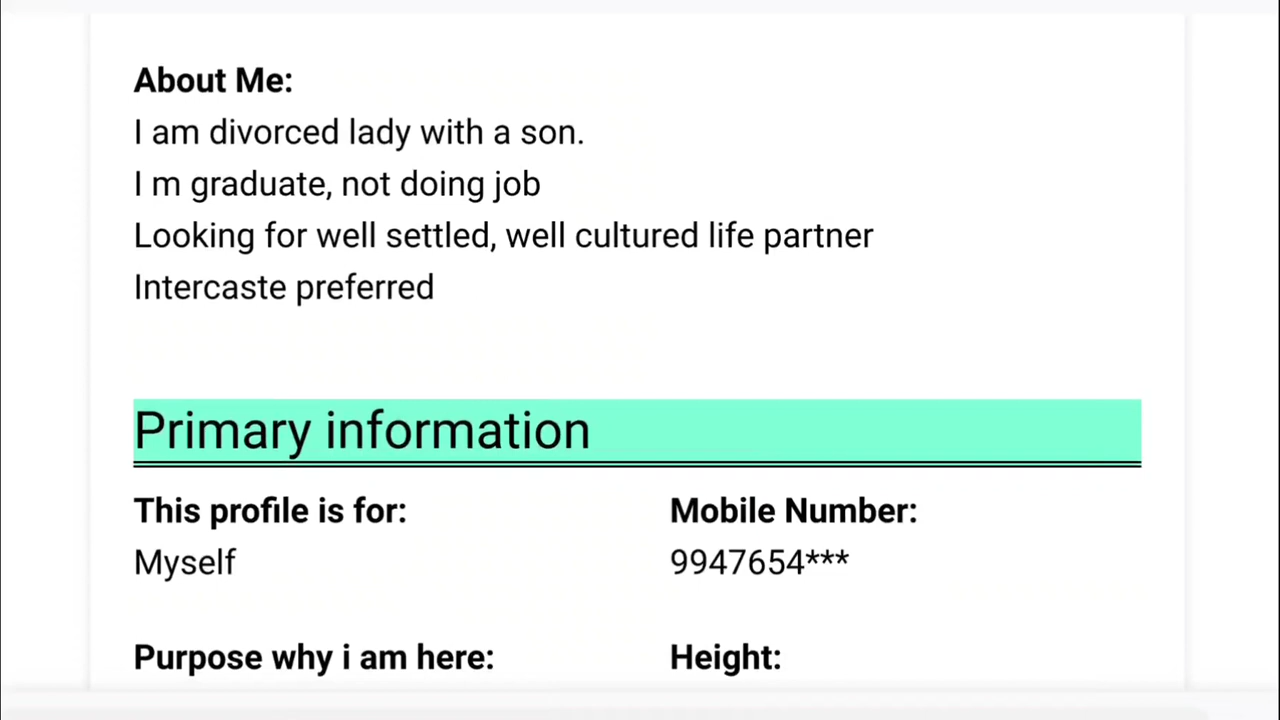 About Me:
I am divorced lady with a son.
I m graduate, not doing job
Looking for well settled, well cultured life partner
Intercaste preferred
Primary information
This profile is for:
Myself
Mobile Number:
9947654***
Purpose why i am here:
Height: